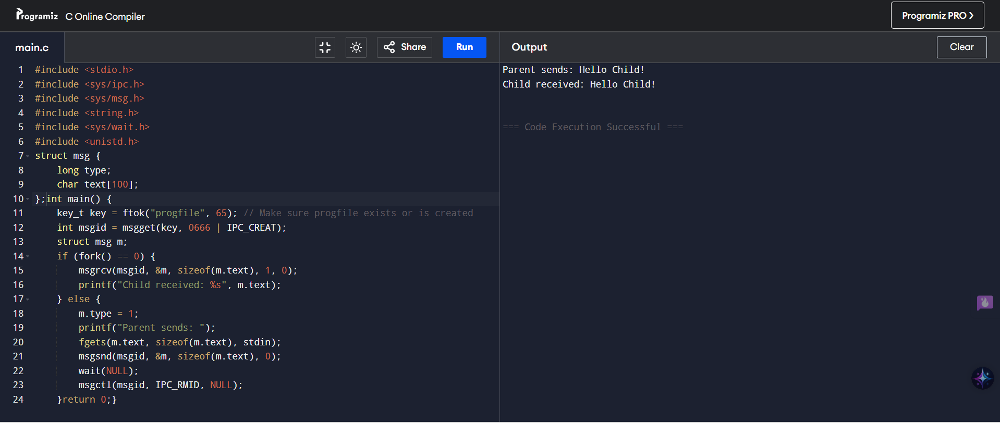 Programiz C Online Compiler
Programiz PRO ❯
main.c
Share
Run
Output
Clear
1 #include <stdio.h>
2 #include <sys/ipc.h>
3 #include <sys/msg.h>
4 #include <string.h>
5 #include <sys/wait.h>
6 #include <unistd.h>
7 struct msg {
8     long type;
9     char text[100];
10 };int main() {
11     key_t key = ftok("progfile", 65); // Make sure progfile exists or is created
12     int msgid = msgget(key, 0666 | IPC_CREAT);
13     struct msg m;
14     if (fork() == 0) {
15         msgrcv(msgid, &m, sizeof(m.text), 1, 0);
16         printf("Child received: %s", m.text);
17     } else {
18         m.type = 1;
19         printf("Parent sends: ");
20         fgets(m.text, sizeof(m.text), stdin);
21         msgsnd(msgid, &m, sizeof(m.text), 0);
22         wait(NULL);
23         msgctl(msgid, IPC_RMID, NULL);
24     }return 0;}
Parent sends: Hello Child!
Child received: Hello Child!
=== Code Execution Successful ===